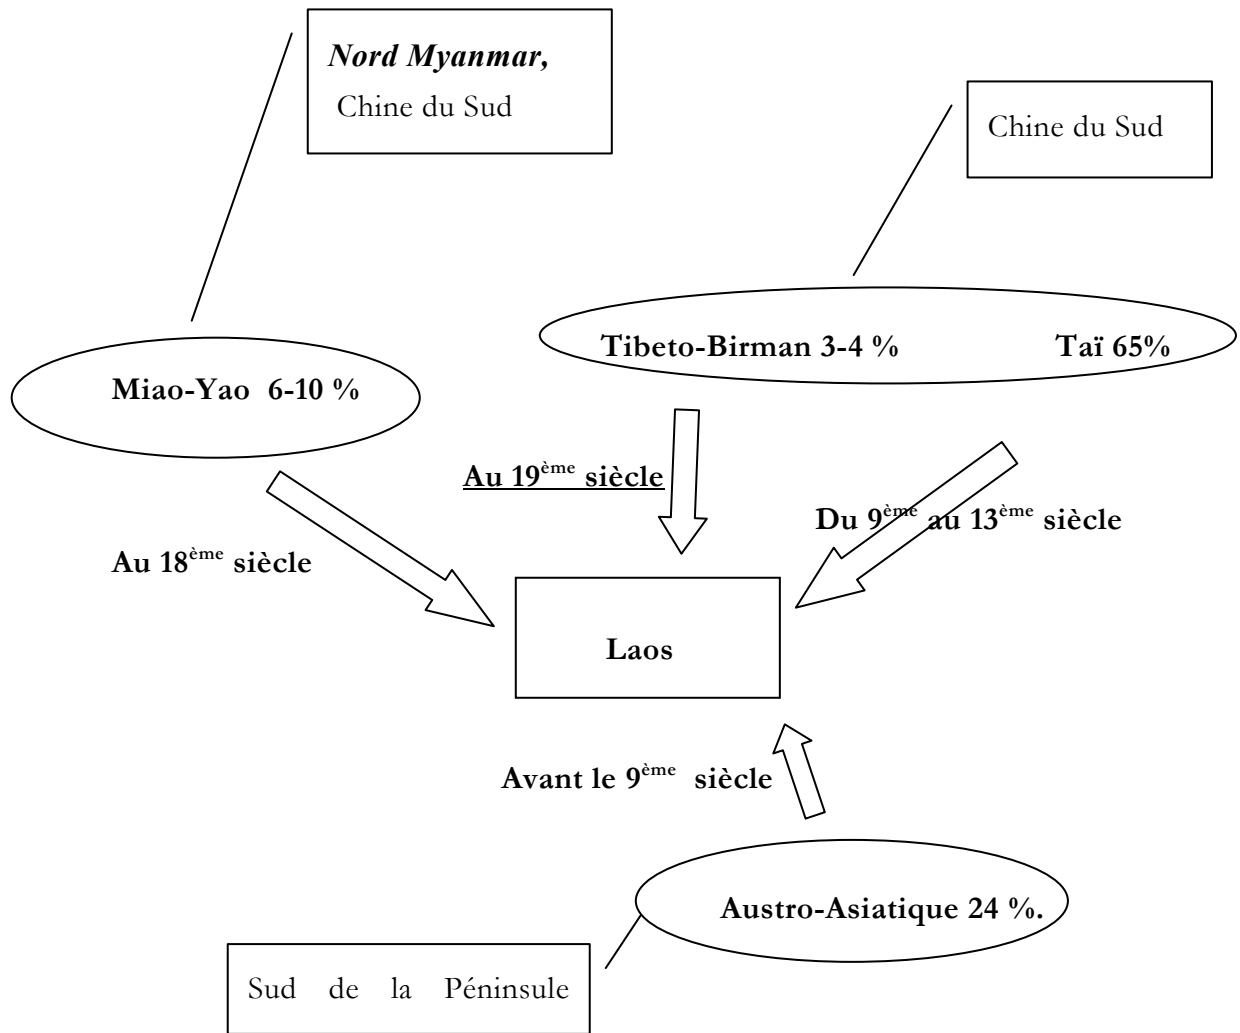 Nord Myanmar,
Chine du Sud
Chine du Sud
Tibeto-Birman 3-4 % Taï 65%
Miao-Yao 6-10 %
Au 19ème siècle
Du 9ème au 13ème siècle
Au 18ème siècle
Laos
Avant le 9ème siècle
Austro-Asiatique 24 %.
Sud de la Péninsule